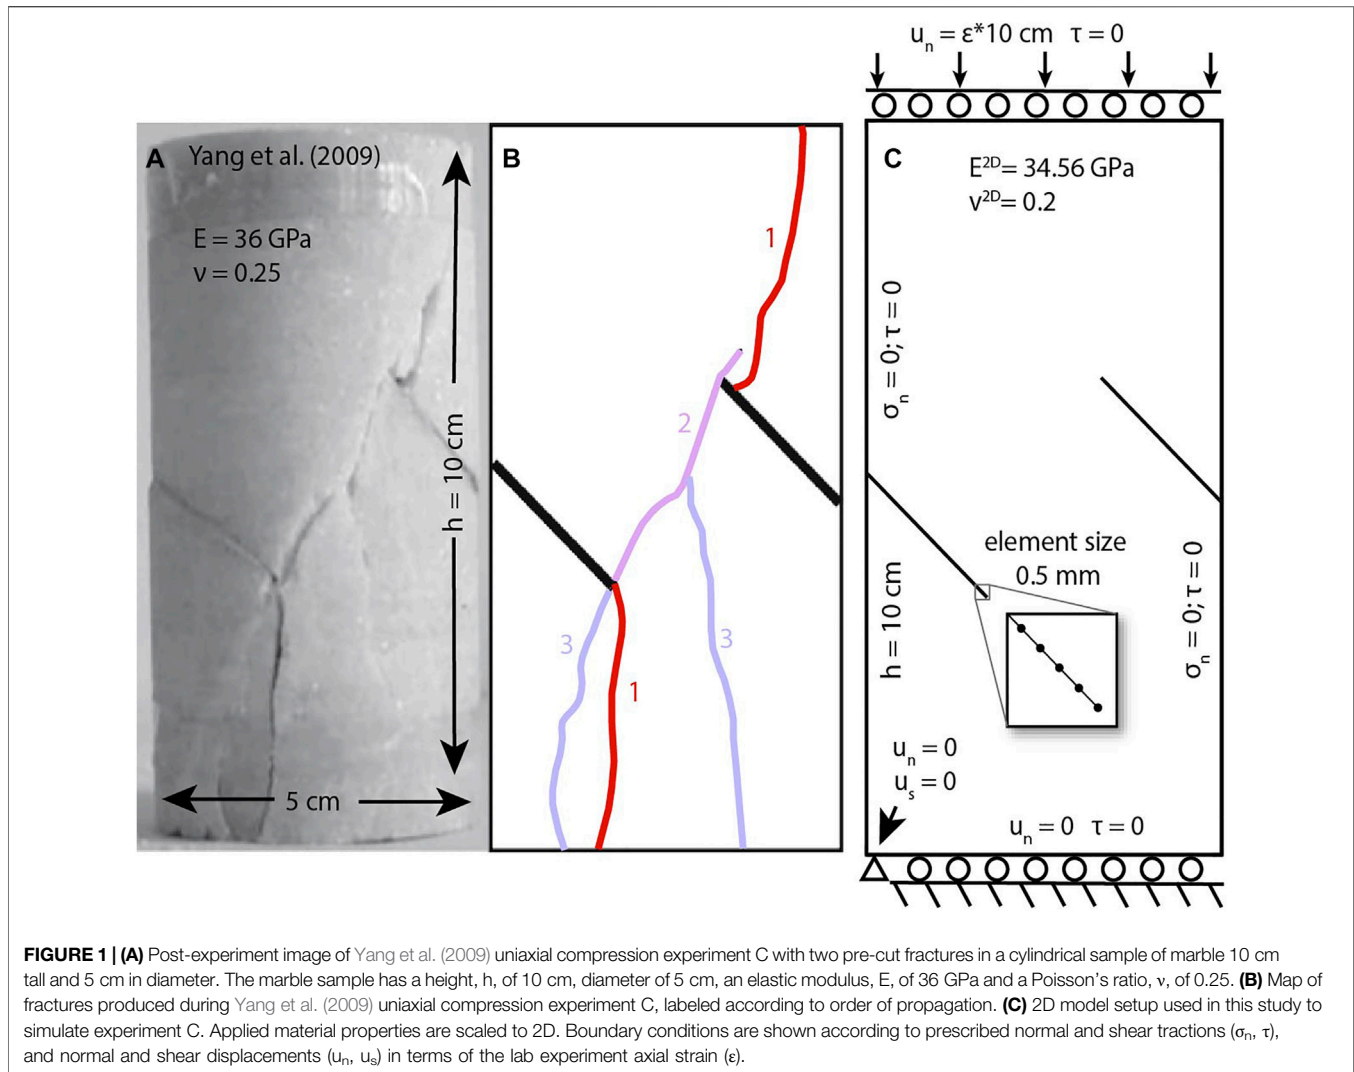 A Yang et al. (2009)
E = 36 GPa
ν = 0.25
h = 10 cm
5 cm
B
1
2
3
1
3
uₙ = ε*10 cm τ = 0
C
E²ᴰ= 34.56 GPa
ν²ᴰ= 0.2
σₙ = 0; τ = 0
element size
0.5 mm
h = 10 cm
σₙ = 0; τ = 0
uₙ = 0
uₛ = 0
uₙ = 0 τ = 0
FIGURE 1 | (A) Post-experiment image of Yang et al. (2009) uniaxial compression experiment C with two pre-cut fractures in a cylindrical sample of marble 10 cm
tall and 5 cm in diameter. The marble sample has a height, h, of 10 cm, diameter of 5 cm, an elastic modulus, E, of 36 GPa and a Poisson's ratio, ν, of 0.25. (B) Map of
fractures produced during Yang et al. (2009) uniaxial compression experiment C, labeled according to order of propagation. (C) 2D model setup used in this study to
simulate experiment C. Applied material properties are scaled to 2D. Boundary conditions are shown according to prescribed normal and shear tractions (σₙ, τ),
and normal and shear displacements (uₙ, uₛ) in terms of the lab experiment axial strain (ε).